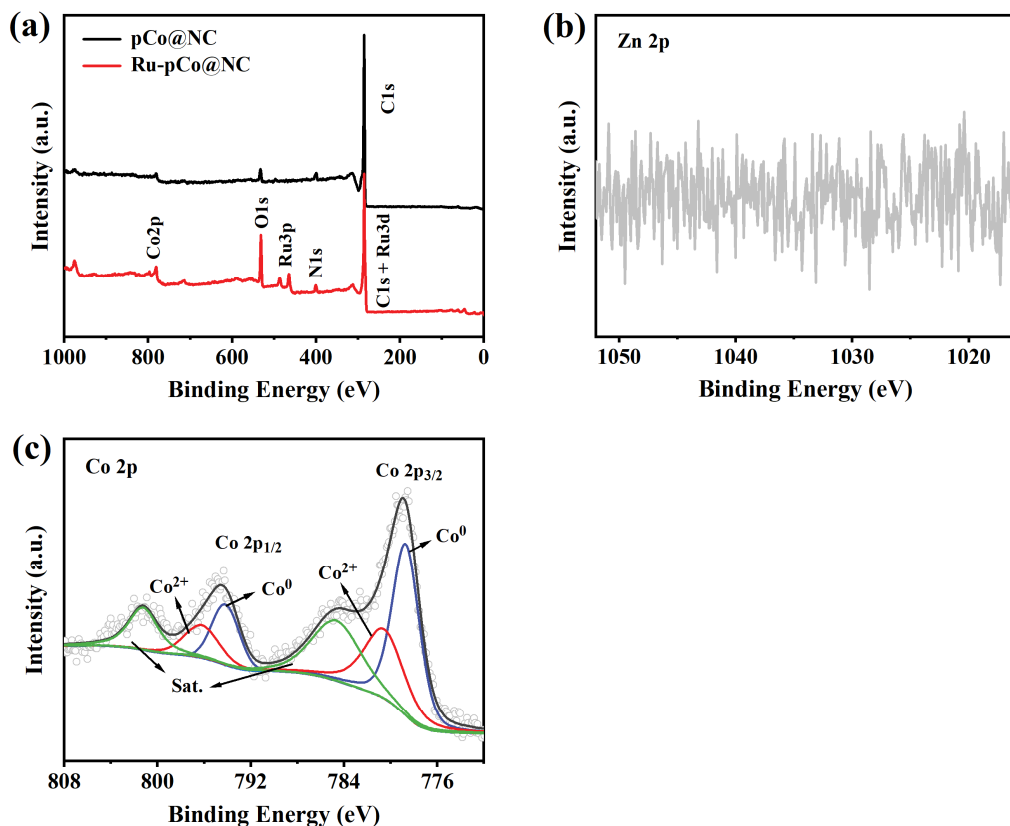 (a)
pCo@NC
Ru-pCo@NC
C1s
Co2p
O1s
Ru3p
N1s
C1s + Ru3d
Intensity (a.u.)
1000 800 600 400 200 0
Binding Energy (eV)
(b)
Zn 2p
Intensity (a.u.)
1050 1040 1030 1020
Binding Energy (eV)
(c)
Co 2p
Co 2p3/2
Co0
Co 2p1/2
Co2+
Co2+
Co0
Sat.
Intensity (a.u.)
808 800 792 784 776
Binding Energy (eV)